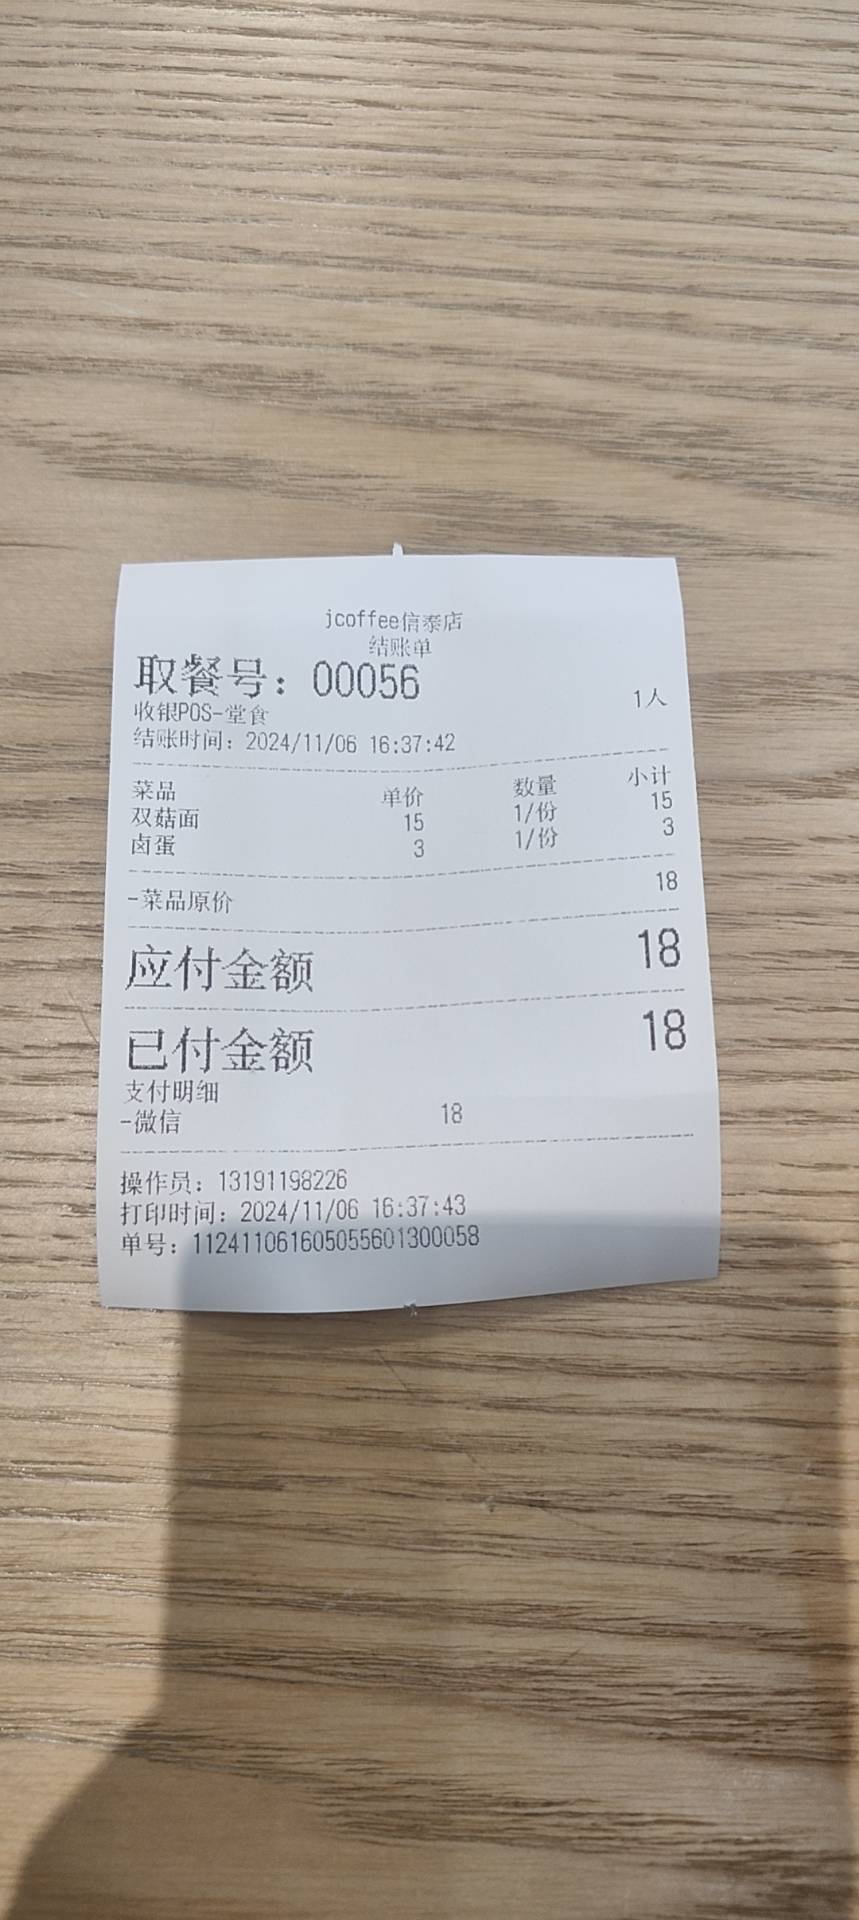 jcoffee信泰店
结账单
取餐号：00056
收银POS-堂食 1人
结账时间：2024/11/06 16:37:42
菜品 单价 数量 小计
双菇面 15 1/份 15
卤蛋 3 1/份 3
-菜品原价 18
应付金额 18
已付金额 18
支付明细
-微信 18
操作员：13191198226
打印时间：2024/11/06 16:37:43
单号：1124110616050555601300058